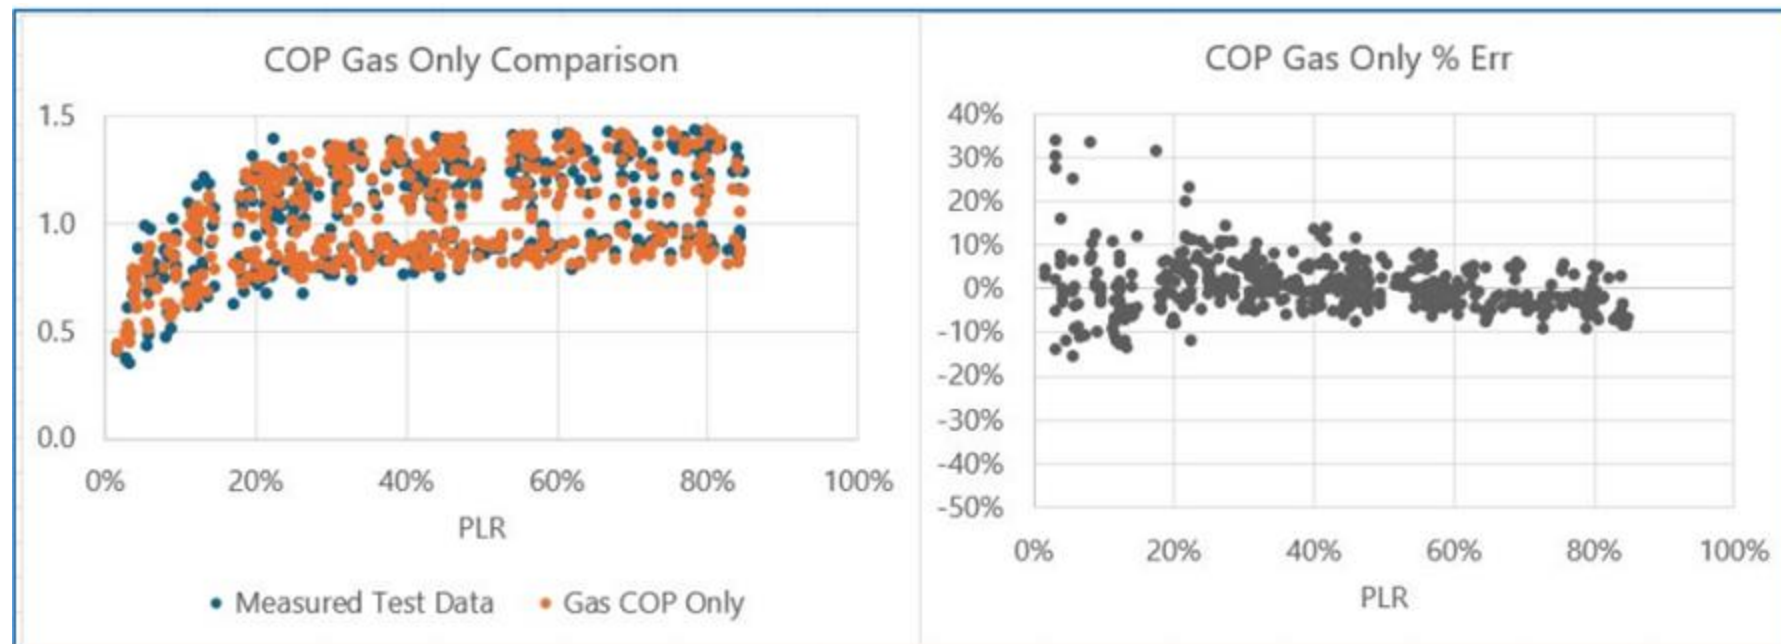 COP Gas Only Comparison
1.5
1.0
0.5
0.0
0% 20% 40% 60% 80% 100%
PLR
Measured Test Data Gas COP Only
COP Gas Only % Err
40%
30%
20%
10%
0%
-10%
-20%
-30%
-40%
-50%
0% 20% 40% 60% 80% 100%
PLR